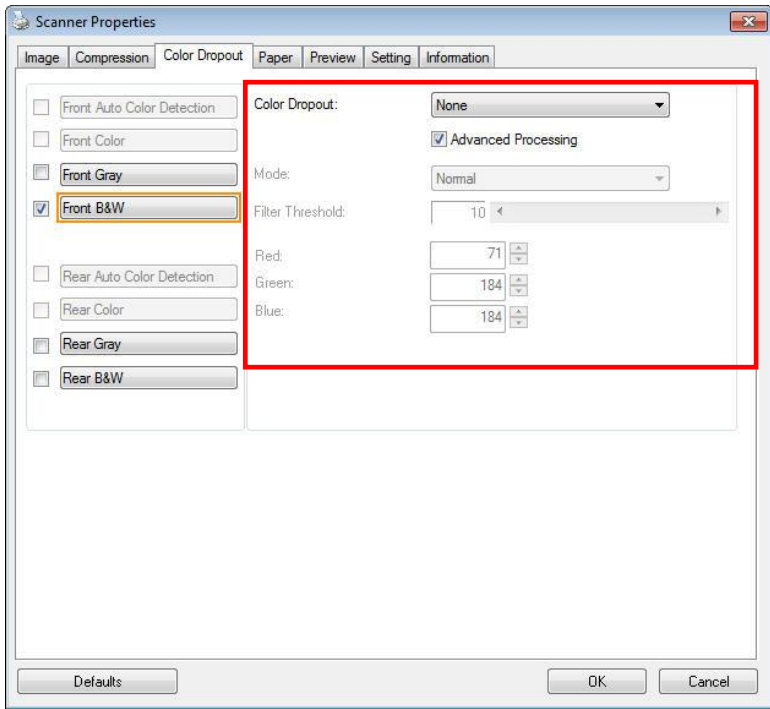 Scanner Properties
Image Compression Color Dropout Paper Preview Setting Information
Front Auto Color Detection
Front Color
Front Gray
Front B&W
Rear Auto Color Detection
Rear Color
Rear Gray
Rear B&W
Color Dropout: None
Advanced Processing
Mode: Normal
Filter Threshold: 10
Red: 71
Green: 184
Blue: 184
Defaults OK Cancel